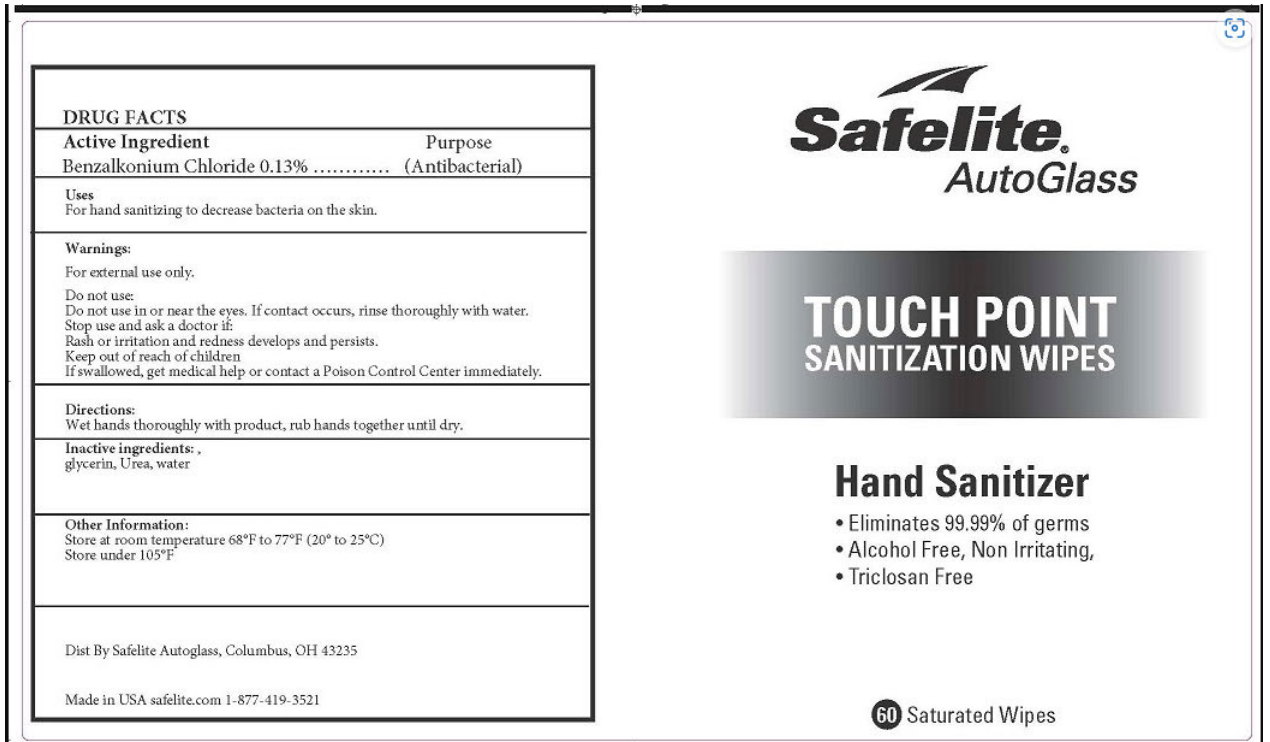 DRUG FACTS
Active Ingredient Purpose
Benzalkonium Chloride 0.13% ………… (Antibacterial)
Uses
For hand sanitizing to decrease bacteria on the skin.
Warnings:
For external use only.
Do not use:
Do not use in or near the eyes. If contact occurs, rinse thoroughly with water.
Stop use and ask a doctor if:
Rash or irritation and redness develops and persists.
Keep out of reach of children
If swallowed, get medical help or contact a Poison Control Center immediately.
Directions:
Wet hands thoroughly with product, rub hands together until dry.
Inactive ingredients: ,
glycerin, Urea, water
Other Information:
Store at room temperature 68°F to 77°F (20° to 25°C)
Store under 105°F
Dist By Safelite Autoglass, Columbus, OH 43235
Made in USA safelite.com 1-877-419-3521
Safelite®
AutoGlass
TOUCH POINT
SANITIZATION WIPES
Hand Sanitizer
• Eliminates 99.99% of germs
• Alcohol Free, Non Irritating,
• Triclosan Free
60 Saturated Wipes